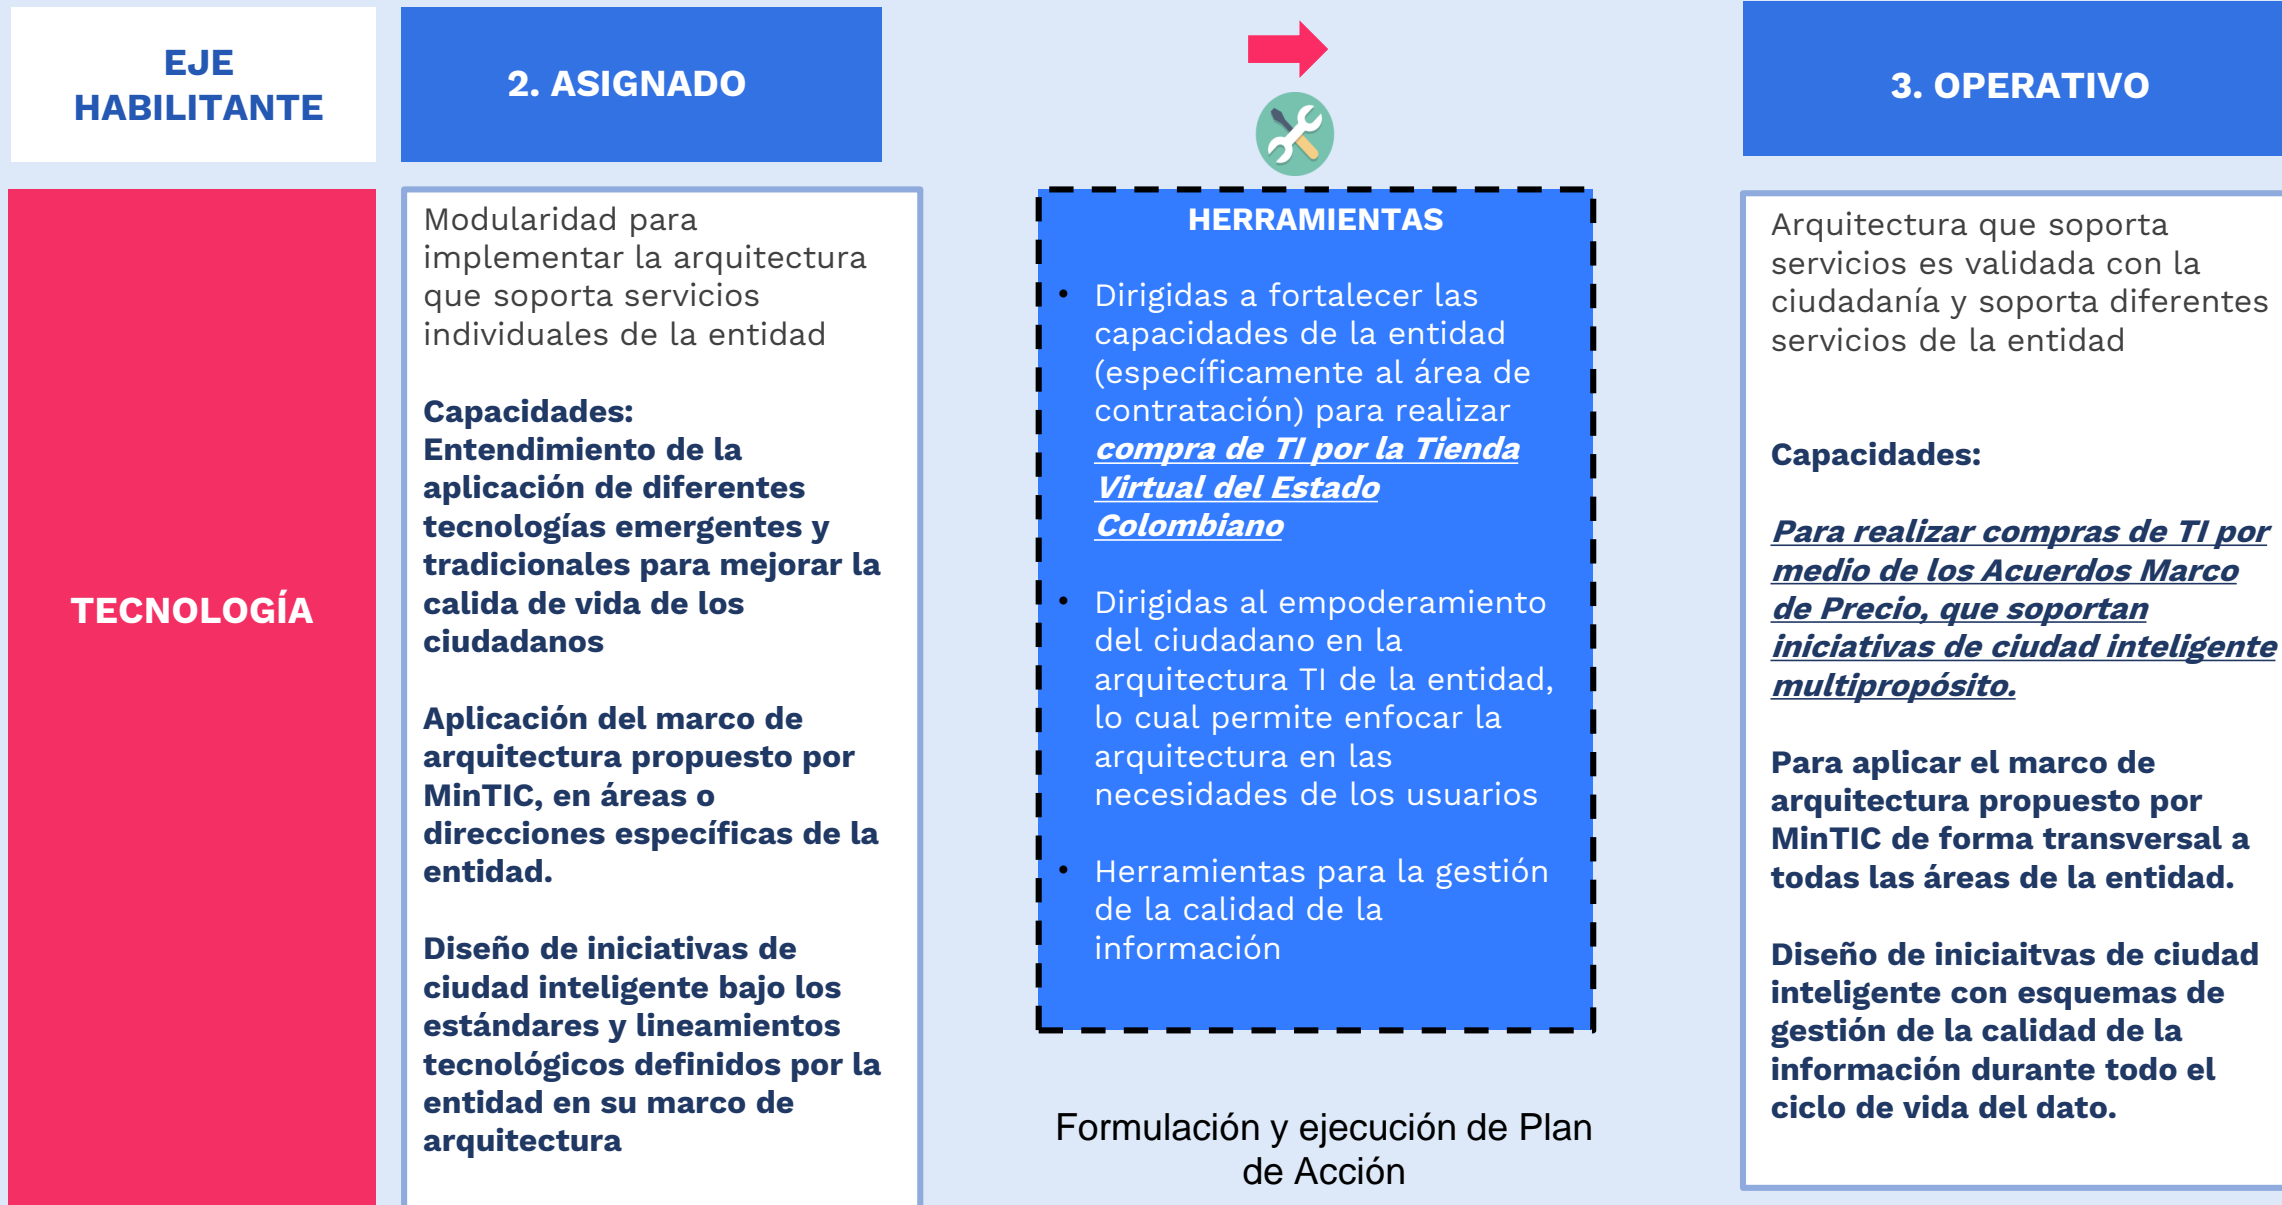 EJE
HABILITANTE
2. ASIGNADO
3. OPERATIVO
TECNOLOGÍA
Modularidad para
implementar la arquitectura
que soporta servicios
individuales de la entidad
Capacidades:
Entendimiento de la
aplicación de diferentes
tecnologías emergentes y
tradicionales para mejorar la
calida de vida de los
ciudadanos
Aplicación del marco de
arquitectura propuesto por
MinTIC, en áreas o
direcciones específicas de la
entidad.
Diseño de iniciativas de
ciudad inteligente bajo los
estándares y lineamientos
tecnológicos definidos por la
entidad en su marco de
arquitectura
HERRAMIENTAS
• Dirigidas a fortalecer las
capacidades de la entidad
(específicamente al área de
contratación) para realizar
compra de TI por la Tienda
Virtual del Estado
Colombiano
• Dirigidas al empoderamiento
del ciudadano en la
arquitectura TI de la entidad,
lo cual permite enfocar la
arquitectura en las
necesidades de los usuarios
• Herramientas para la gestión
de la calidad de la
información
Formulación y ejecución de Plan
de Acción
Arquitectura que soporta
servicios es validada con la
ciudadanía y soporta diferentes
servicios de la entidad
Capacidades:
Para realizar compras de TI por
medio de los Acuerdos Marco
de Precio, que soportan
iniciativas de ciudad inteligente
multipropósito.
Para aplicar el marco de
arquitectura propuesto por
MinTIC de forma transversal a
todas las áreas de la entidad.
Diseño de iniciaitvas de ciudad
inteligente con esquemas de
gestión de la calidad de la
información durante todo el
ciclo de vida del dato.